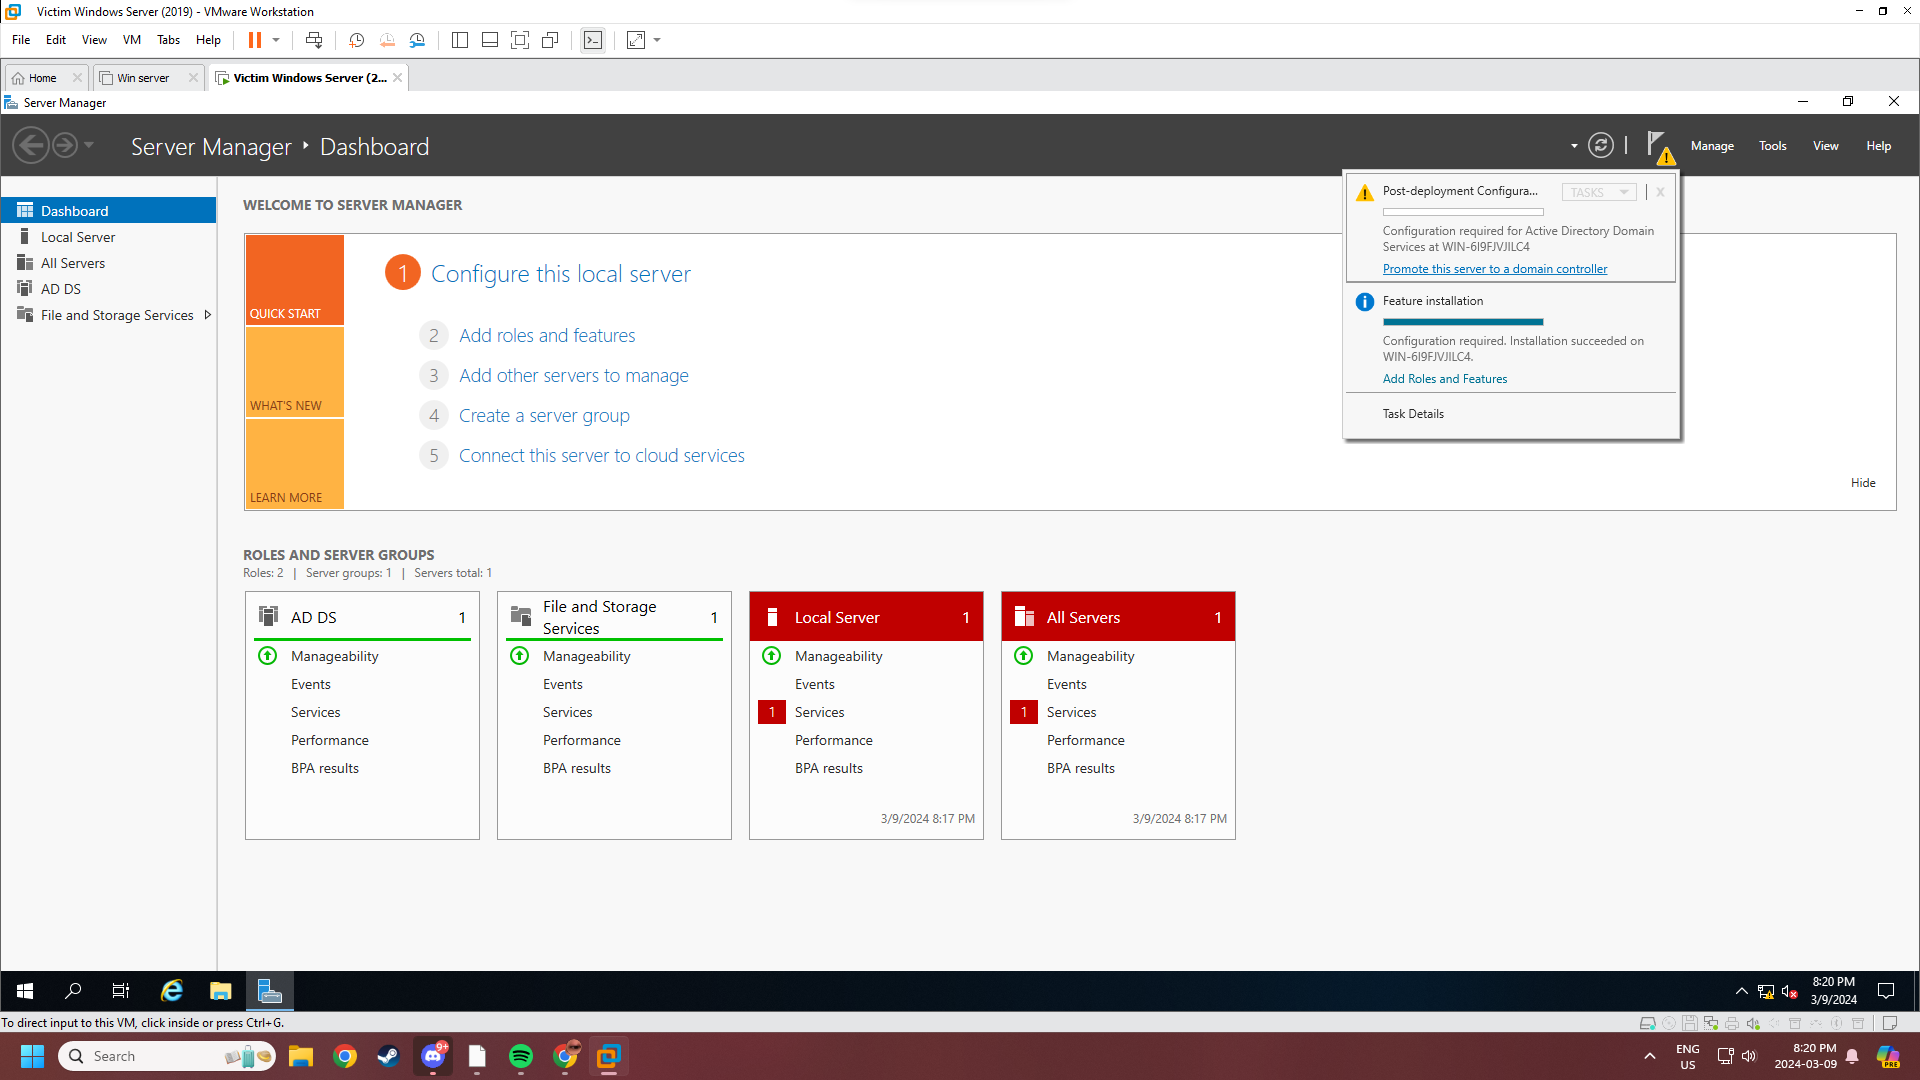 Victim Windows Server (2019) - VMware Workstation
File Edit View VM Tabs Help
Home
Win server
Victim Windows Server (2...
Server Manager
Server Manager ‣ Dashboard
Manage Tools View Help
Dashboard
Local Server
All Servers
AD DS
File and Storage Services
WELCOME TO SERVER MANAGER
QUICK START
WHAT'S NEW
LEARN MORE
1 Configure this local server
2 Add roles and features
3 Add other servers to manage
4 Create a server group
5 Connect this server to cloud services
Hide
Post-deployment Configura...
TASKS
Configuration required for Active Directory Domain
Services at WIN-6I9FJVJILC4
Promote this server to a domain controller
Feature installation
Configuration required. Installation succeeded on
WIN-6I9FJVJILC4.
Add Roles and Features
Task Details
ROLES AND SERVER GROUPS
Roles: 2 | Server groups: 1 | Servers total: 1
AD DS 1
Manageability
Events
Services
Performance
BPA results
File and Storage
Services
1
Manageability
Events
Services
Performance
BPA results
Local Server 1
Manageability
Events
1 Services
Performance
BPA results
3/9/2024 8:17 PM
All Servers 1
Manageability
Events
1 Services
Performance
BPA results
3/9/2024 8:17 PM
8:20 PM
3/9/2024
To direct input to this VM, click inside or press Ctrl+G.
Search
9+
ENG
US
8:20 PM
2024-03-09
PRE